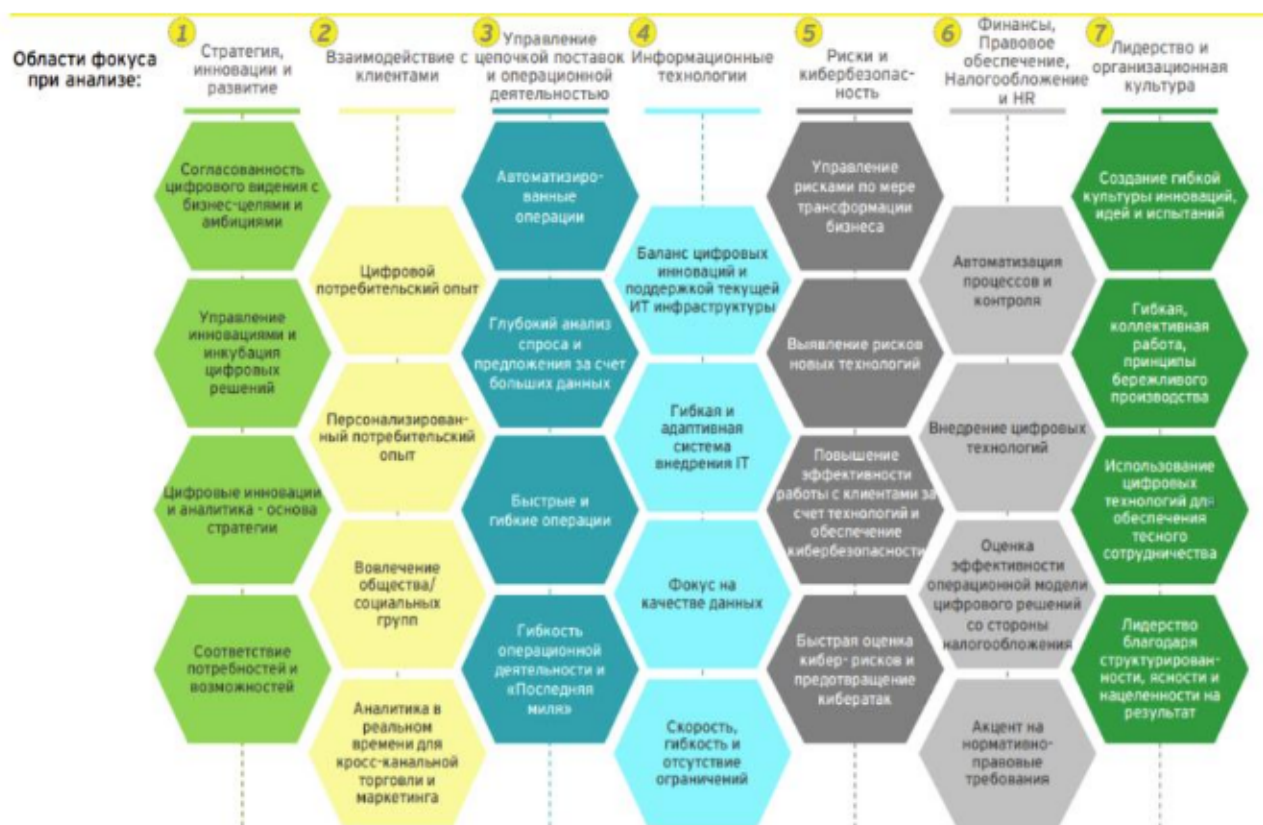 Области фокуса
при анализе:
1
Стратегия,
инновации и
развитие
2
Взаимодействие с
клиентами
3
Управление
цепочкой поставок
и операционной
деятельностью
4
Информационные
технологии
5
Риски и
кибербезопас-
ность
6
Финансы,
Правовое
обеспечение,
Налогообложение
и HR
7
Лидерство и
организационная
культура
Согласованность
цифрового видения с
бизнес-целями и
амбициями
Управление
инновациями и
инкубация
цифровых
решений
Цифровые инновации
и аналитика - основа
стратегии
Соответствие
потребностей и
возможностей
Цифровой
потребительский опыт
Персонализирован-
ный потребительский
опыт
Вовлечение
общества/
социальных
групп
Аналитика в
реальном
времени для
кросс-канальной
торговли и
маркетинга
Автоматизиро-
ванные
операции
Глубокий анализ
спроса и
предложения за счет
больших данных
Быстрые и
гибкие операции
Гибкость
операционной
деятельности и
«Последняя
миля»
Баланс цифровых
инноваций и
поддержкой текущей
ИТ инфраструктуры
Гибкая и
адаптивная
система
внедрения IT
Фокус на
качестве данных
Скорость,
гибкость и
отсутствие
ограничений
Управление
рисками по мере
трансформации
бизнеса
Выявление рисков
новых технологий
Повышение
эффективности
работы с клиентами за
счет технологий и
обеспечение
кибербезопасности
Быстрая оценка
кибер- рисков и
предотвращение
кибератак
Автоматизация
процессов и
контроля
Внедрение цифровых
технологий
Оценка
эффективности
операционной модели
цифрового решений
со стороны
налогообложения
Акцент на
нормативно-
правовые
требования
Создание гибкой
культуры инноваций,
идей и испытаний
Гибкая,
коллективная
работа,
принципы
бережливого
производства
Использование
цифровых
технологий для
обеспечения
тесного
сотрудничества
Лидерство
благодаря
структурирован-
ности, ясности и
нацеленности на
результат